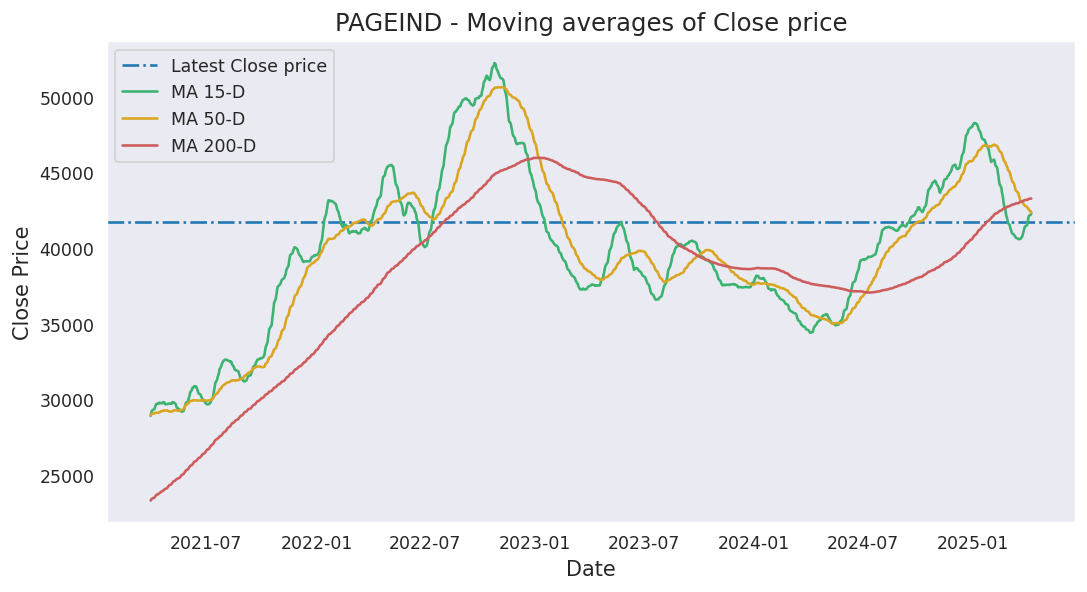 PAGEIND - Moving averages of Close price
Latest Close price
MA 15-D
MA 50-D
MA 200-D
Close Price
50000
45000
40000
35000
30000
25000
2021-07 2022-01 2022-07 2023-01 2023-07 2024-01 2024-07 2025-01
Date